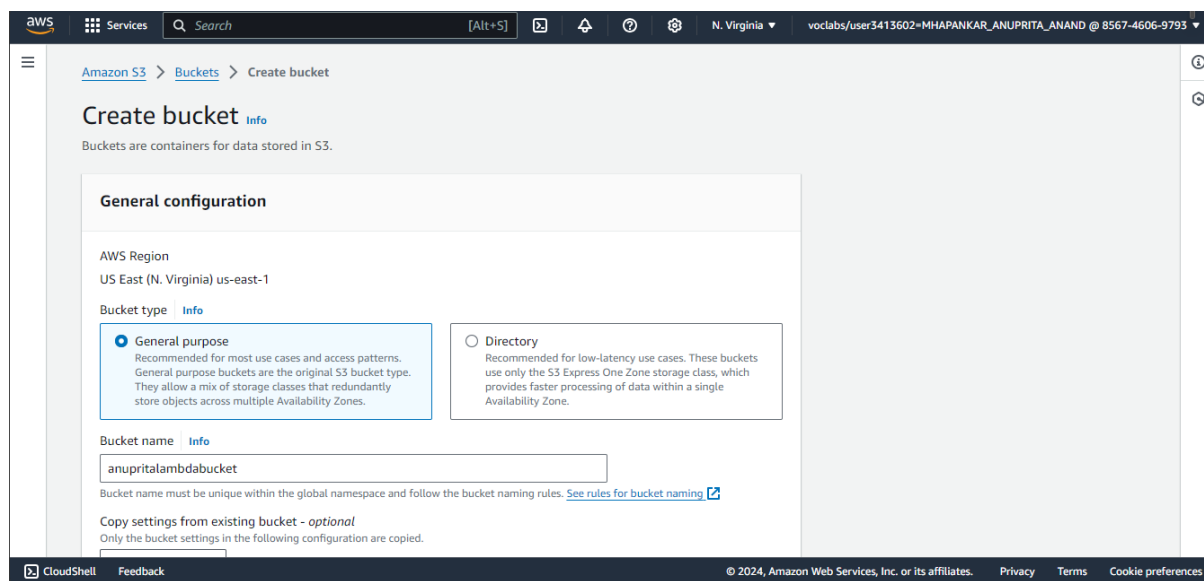 aws Services Search [Alt+S] N. Virginia ▼ voclabs/user3413602=MHAPANKAR_ANUPRITA_ANAND @ 8567-4606-9793 ▼
Amazon S3 > Buckets > Create bucket
Create bucket Info
Buckets are containers for data stored in S3.
General configuration
AWS Region
US East (N. Virginia) us-east-1
Bucket type Info
General purpose
Recommended for most use cases and access patterns.
General purpose buckets are the original S3 bucket type.
They allow a mix of storage classes that redundantly
store objects across multiple Availability Zones.
Directory
Recommended for low-latency use cases. These buckets
use only the S3 Express One Zone storage class, which
provides faster processing of data within a single
Availability Zone.
Bucket name Info
anupritalambdabucket
Bucket name must be unique within the global namespace and follow the bucket naming rules. See rules for bucket naming
Copy settings from existing bucket - optional
Only the bucket settings in the following configuration are copied.
CloudShell Feedback © 2024, Amazon Web Services, Inc. or its affiliates. Privacy Terms Cookie preferences